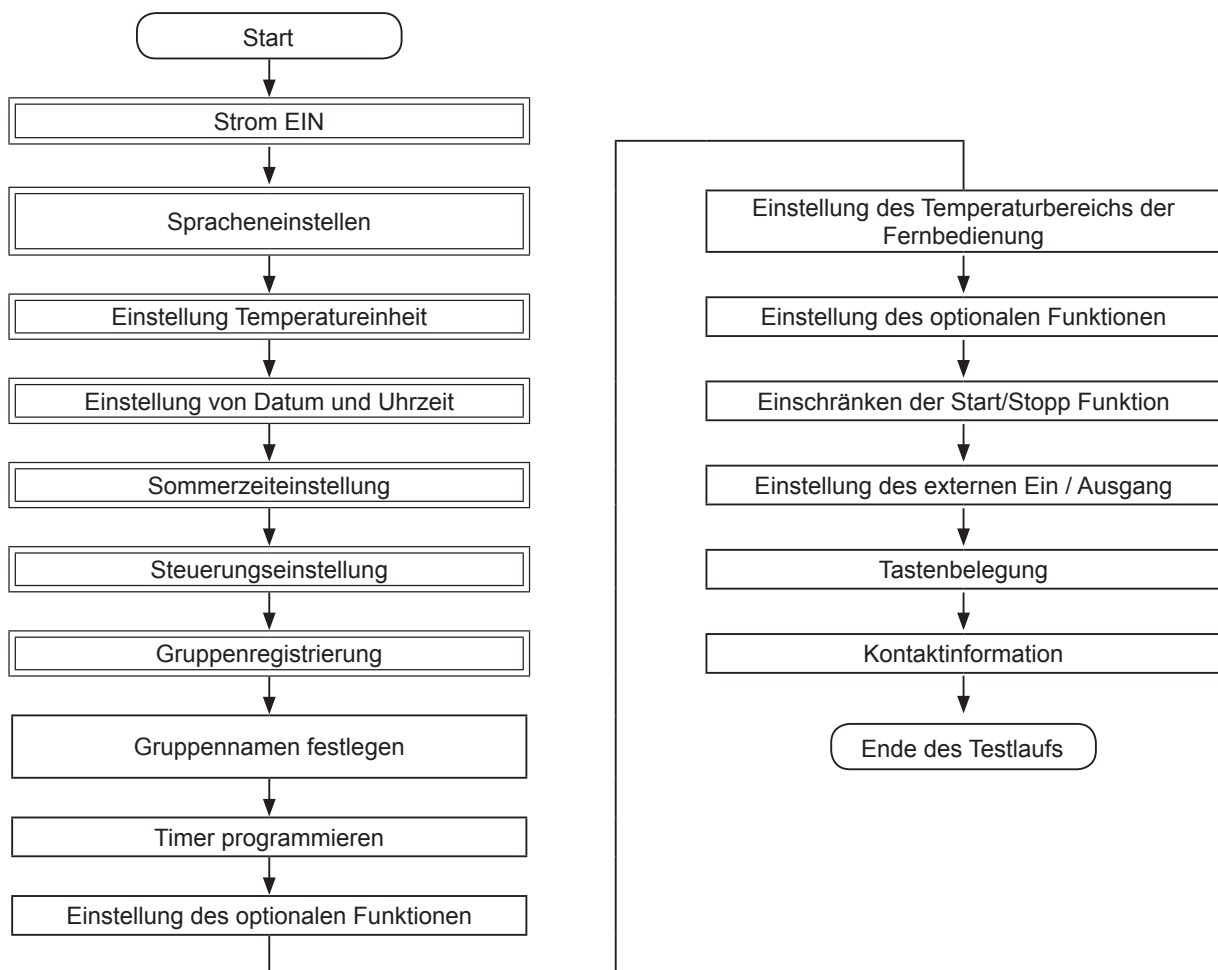 Start
Strom EIN
Spracheneinstellen
Einstellung Temperatureinheit
Einstellung von Datum und Uhrzeit
Sommerzeiteinstellung
Steuerungseinstellung
Gruppenregistrierung
Gruppennamen festlegen
Timer programmieren
Einstellung des optionalen Funktionen
Einstellung des Temperaturbereichs der
Fernbedienung
Einstellung des optionalen Funktionen
Einschränken der Start/Stopp Funktion
Einstellung des externen Ein / Ausgang
Tastenbelegung
Kontaktinformation
Ende des Testlaufs